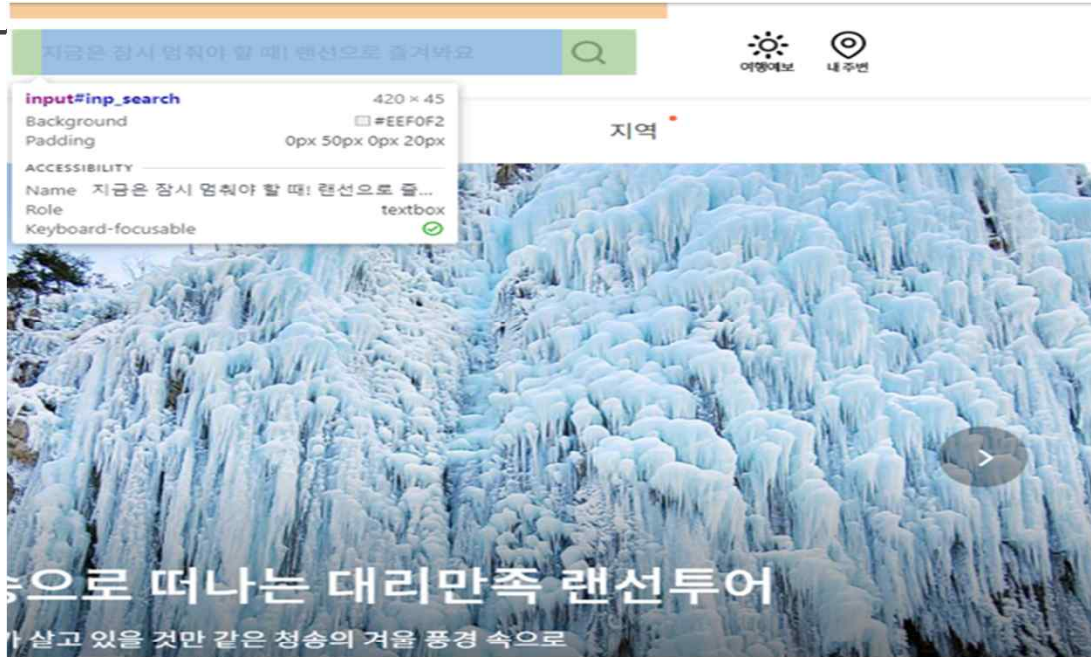 지금은 잠시 멈춰야 할 때! 랜선으로 즐겨봐요
여행예보
내 주변
input#inp_search 420 × 45
Background #EEF0F2
Padding 0px 50px 0px 20px
ACCESSIBILITY
Name 지금은 잠시 멈춰야 할 때! 랜선으로 즐...
Role textbox
Keyboard-focusable
지역
으로 떠나는 대리만족 랜선투어
살고 있을 것만 같은 청송의 겨울 풍경 속으로